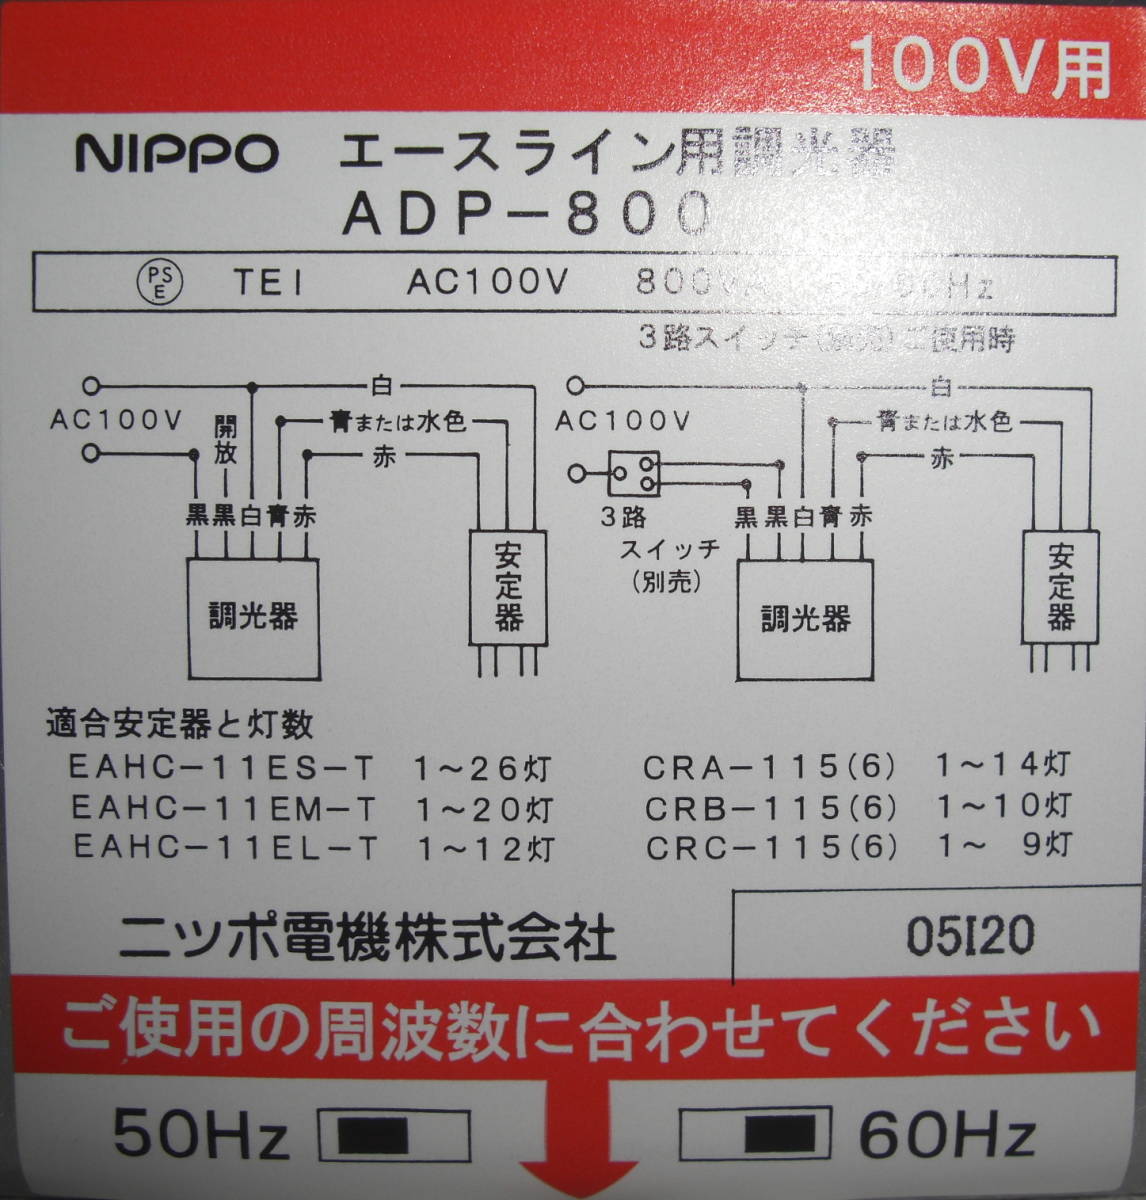 100V用
NIPPO エースライン用調光器
ADP-800
PSE TEI AC100V 800VA Hz
3路スイッチ(別売)ご使用時
白 白
AC100V 開放 青または水色 AC100V 青または水色
赤 赤
黒黒白青赤 3路 黒黒白青赤
スイッチ
(別売)
調光器 安定器 調光器 安定器
適合安定器と灯数
EAHC-11ES-T 1〜26灯 CRA-115(6) 1〜14灯
EAHC-11EM-T 1〜20灯 CRB-115(6) 1〜10灯
EAHC-11EL-T 1〜12灯 CRC-115(6) 1〜 9灯
ニッポ電機株式会社 05I20
ご使用の周波数に合わせてください
50Hz 60Hz